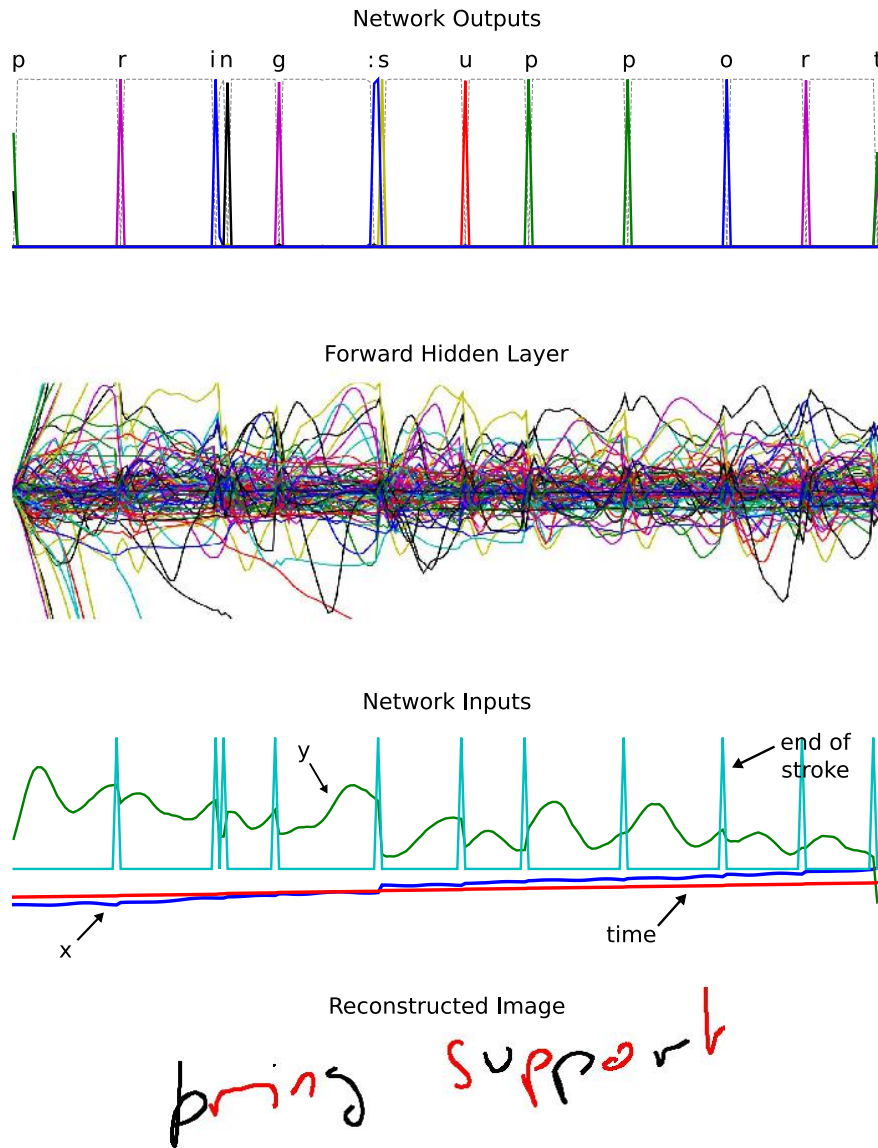 Network Outputs
p r i n g : s u p p o r t
Forward Hidden Layer
Network Inputs
y
end of
stroke
x
time
Reconstructed Image
bring support